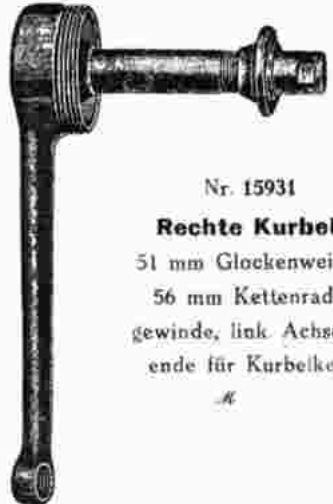 Nr. 15931
Rechte Kurbel
51 mm Glockenwei
56 mm Kettenrad
gewinde, link Achs
ende für Kurbelke
M